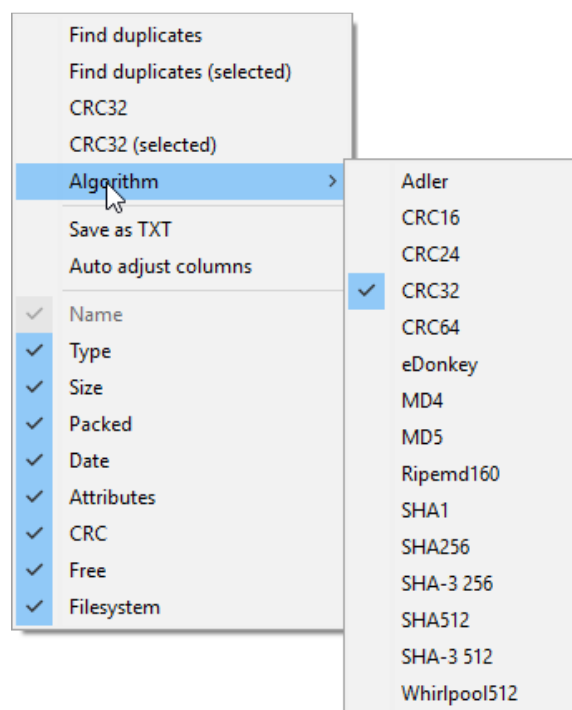 Find duplicates
Find duplicates (selected)
CRC32
CRC32 (selected)
Algorithm
Save as TXT
Auto adjust columns
Name
Type
Size
Packed
Date
Attributes
CRC
Free
Filesystem
Adler
CRC16
CRC24
CRC32
CRC64
eDonkey
MD4
MD5
Ripemd160
SHA1
SHA256
SHA-3 256
SHA512
SHA-3 512
Whirlpool512